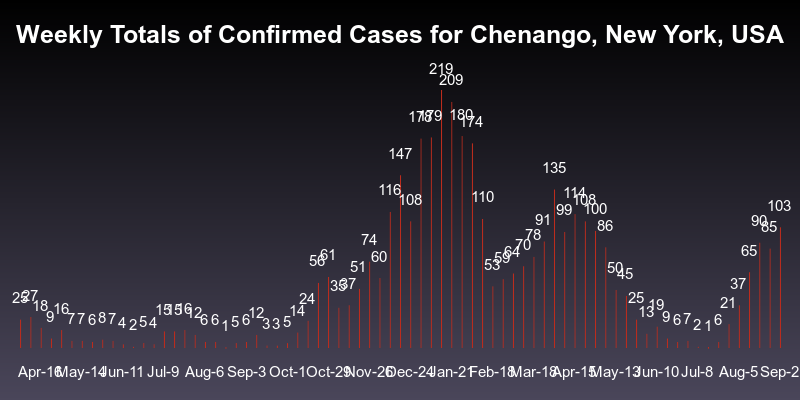 Weekly Totals of Confirmed Cases for Chenango, New York, USA
219
209
178 179 180 174
147
135
116 108 110 114 108 103
99 100
91 90
86 85
74 78
70
61 59 64 65
56 60
51 53 50
45
35 37 37
25 27 24 25
18 19 21
16 15 15 16 14 13
9 12 12 9
7 7 6 8 7 4 2 5 4 6 6 1 5 6 3 3 5 6 7 2 1 6
Apr-16 May-14 Jun-11 Jul-9 Aug-6 Sep-3 Oct-1 Oct-29 Nov-26 Dec-24 Jan-21 Feb-18 Mar-18 Apr-15 May-13 Jun-10 Jul-8 Aug-5 Sep-2